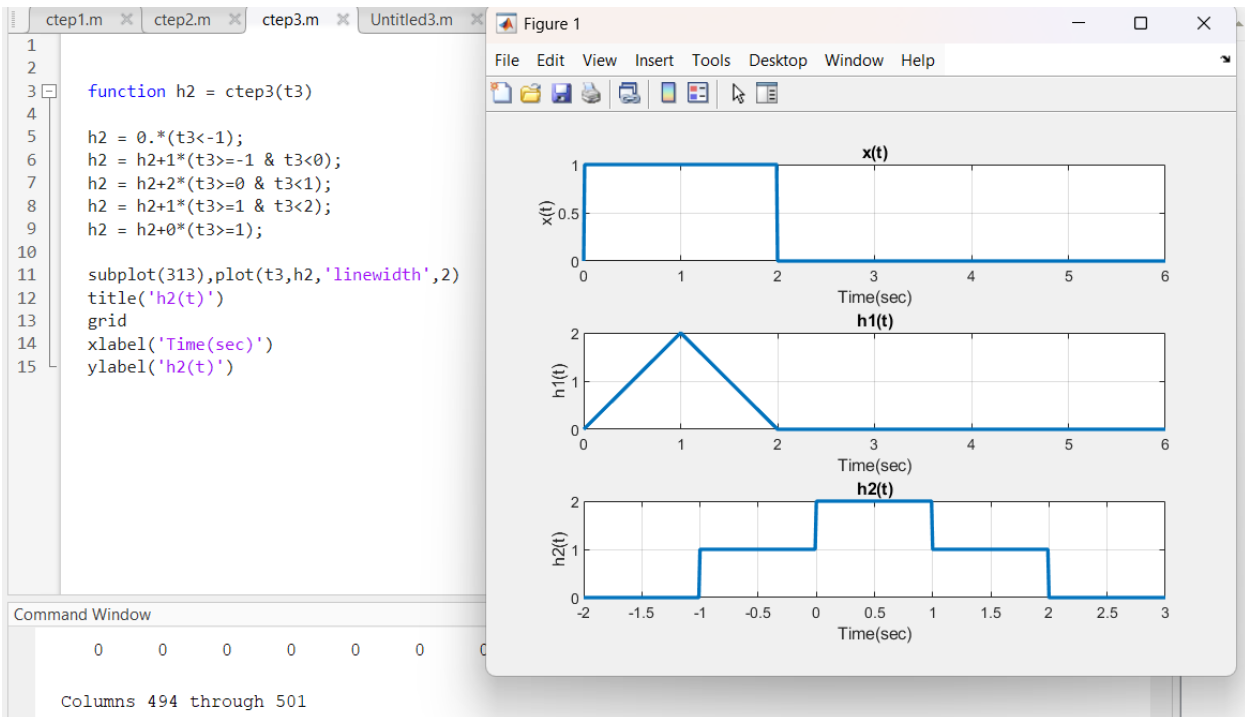 ctep1.m × ctep2.m × ctep3.m × Untitled3.m ×
1
2
3 function h2 = ctep3(t3)
4
5 h2 = 0.*(t3<-1);
6 h2 = h2+1*(t3>=-1 & t3<0);
7 h2 = h2+2*(t3>=0 & t3<1);
8 h2 = h2+1*(t3>=1 & t3<2);
9 h2 = h2+0*(t3>=1);
10
11 subplot(313),plot(t3,h2,'linewidth',2)
12 title('h2(t)')
13 grid
14 xlabel('Time(sec)')
15 ylabel('h2(t)')
Command Window
0 0 0 0 0 0
Columns 494 through 501
Figure 1
File Edit View Insert Tools Desktop Window Help
x(t)
1
0.5
0
x(t)
0 1 2 3 4 5 6
Time(sec)
h1(t)
2
1
0
h1(t)
0 1 2 3 4 5 6
Time(sec)
h2(t)
2
1
0
h2(t)
-2 -1.5 -1 -0.5 0 0.5 1 1.5 2 2.5 3
Time(sec)